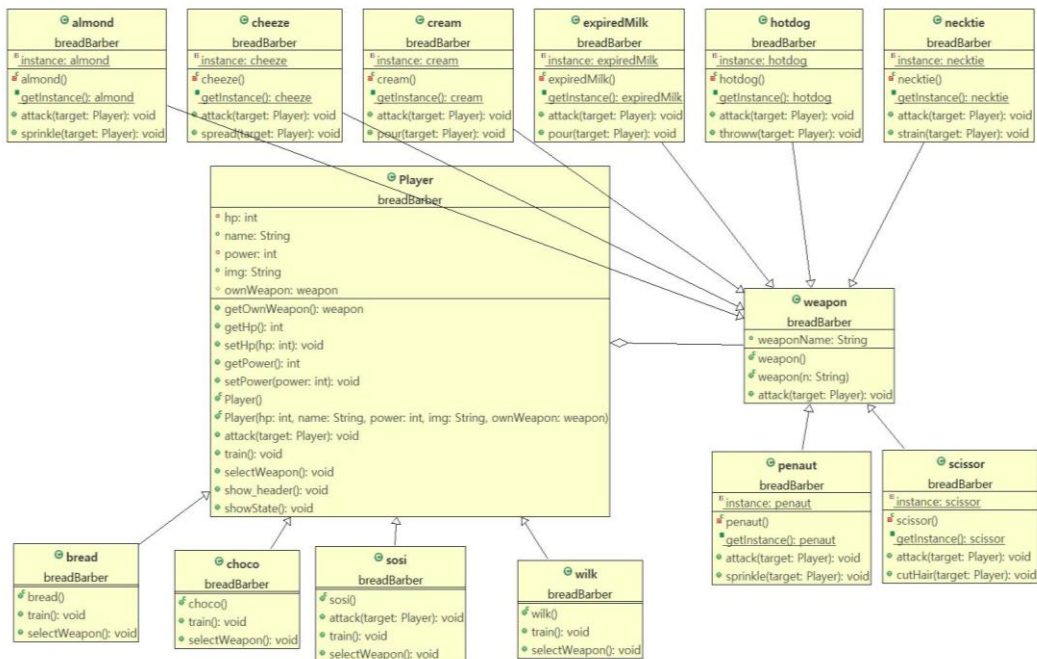 almond
breadBarber
instance: almond
almond()
getInstance(): almond
attack(target: Player): void
sprinkle(target: Player): void
cheeze
breadBarber
instance: cheeze
cheeze()
getInstance(): cheeze
attack(target: Player): void
spread(target: Player): void
cream
breadBarber
instance: cream
cream()
getInstance(): cream
attack(target: Player): void
pour(target: Player): void
expiredMilk
breadBarber
instance: expiredMilk
expiredMilk()
getInstance(): expiredMilk
attack(target: Player): void
pour(target: Player): void
hotdog
breadBarber
instance: hotdog
hotdog()
getInstance(): hotdog
attack(target: Player): void
throww(target: Player): void
necktie
breadBarber
instance: necktie
necktie()
getInstance(): necktie
attack(target: Player): void
strain(target: Player): void
Player
breadBarber
hp: int
name: String
power: int
img: String
ownWeapon: weapon
getOwnWeapon(): weapon
getHp(): int
setHp(hp: int): void
getPower(): int
setPower(power: int): void
Player()
Player(hp: int, name: String, power: int, img: String, ownWeapon: weapon)
attack(target: Player): void
train(): void
selectWeapon(): void
show_header(): void
showState(): void
weapon
breadBarber
weaponName: String
weapon()
weapon(n: String)
attack(target: Player): void
penaut
breadBarber
instance: penaut
penaut()
getInstance(): penaut
attack(target: Player): void
sprinkle(target: Player): void
scissor
breadBarber
instance: scissor
scissor()
getInstance(): scissor
attack(target: Player): void
cutHair(target: Player): void
bread
breadBarber
bread()
train(): void
selectWeapon(): void
choco
breadBarber
choco()
train(): void
selectWeapon(): void
sosi
breadBarber
sosi()
attack(target: Player): void
train(): void
selectWeapon(): void
wilk
breadBarber
wilk()
train(): void
selectWeapon(): void